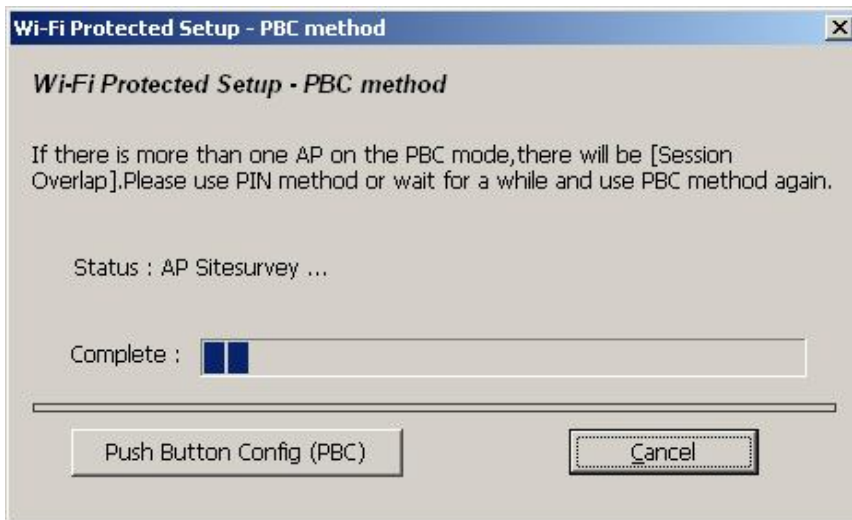 Wi-Fi Protected Setup - PBC method
Wi-Fi Protected Setup - PBC method
If there is more than one AP on the PBC mode,there will be [Session
Overlap].Please use PIN method or wait for a while and use PBC method again.
Status : AP Sitesurvey ...
Complete :
Push Button Config (PBC)
Cancel